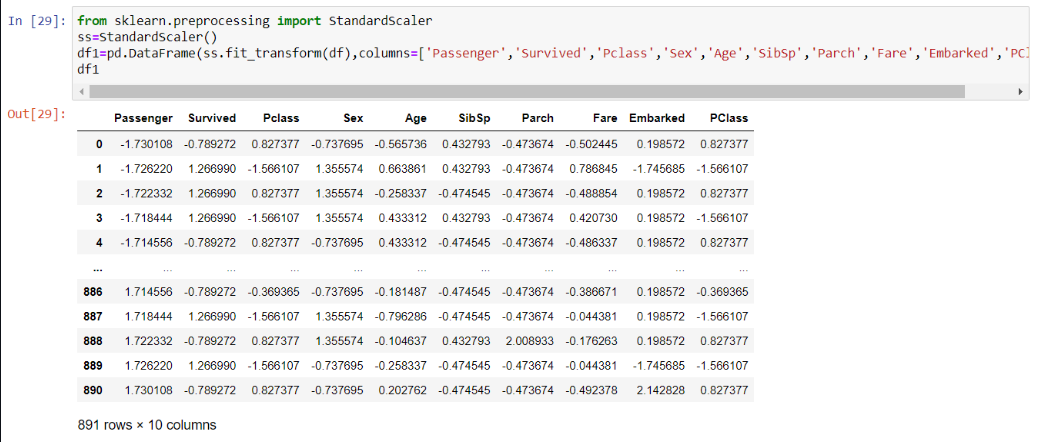 In [29]: from sklearn.preprocessing import StandardScaler
ss=StandardScaler()
df1=pd.DataFrame(ss.fit_transform(df),columns=['Passenger','Survived','Pclass','Sex','Age','SibSp','Parch','Fare','Embarked','PCl
df1
Out[29]:
Passenger Survived Pclass Sex Age SibSp Parch Fare Embarked PClass
0 -1.730108 -0.789272 0.827377 -0.737695 -0.565736 0.432793 -0.473674 -0.502445 0.198572 0.827377
1 -1.726220 1.266990 -1.566107 1.355574 0.663861 0.432793 -0.473674 0.786845 -1.745685 -1.566107
2 -1.722332 1.266990 0.827377 1.355574 -0.258337 -0.474545 -0.473674 -0.488854 0.198572 0.827377
3 -1.718444 1.266990 -1.566107 1.355574 0.433312 0.432793 -0.473674 0.420730 0.198572 -1.566107
4 -1.714556 -0.789272 0.827377 -0.737695 0.433312 -0.474545 -0.473674 -0.486337 0.198572 0.827377
... ... ... ... ... ... ... ... ... ... ...
886 1.714556 -0.789272 -0.369365 -0.737695 -0.181487 -0.474545 -0.473674 -0.386671 0.198572 -0.369365
887 1.718444 1.266990 -1.566107 1.355574 -0.796286 -0.474545 -0.473674 -0.044381 0.198572 -1.566107
888 1.722332 -0.789272 0.827377 1.355574 -0.104637 0.432793 2.008933 -0.176263 0.198572 0.827377
889 1.726220 1.266990 -1.566107 -0.737695 -0.258337 -0.474545 -0.473674 -0.044381 -1.745685 -1.566107
890 1.730108 -0.789272 0.827377 -0.737695 0.202762 -0.474545 -0.473674 -0.492378 2.142828 0.827377
891 rows × 10 columns